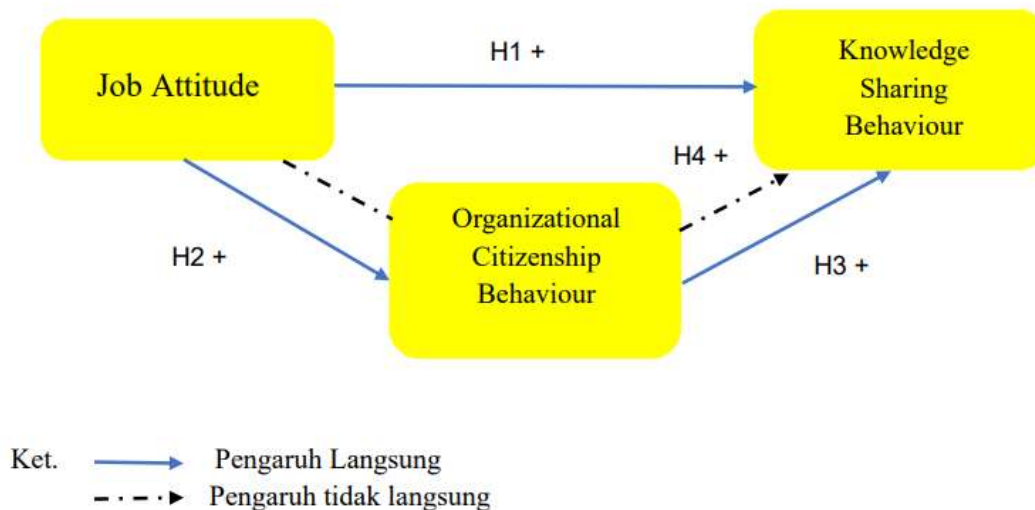 H1 +
Job Attitude
Knowledge
Sharing
Behaviour
H4 +
Organizational
Citizenship
Behaviour
H2 +
H3 +
Ket.
Pengaruh Langsung
Pengaruh tidak langsung